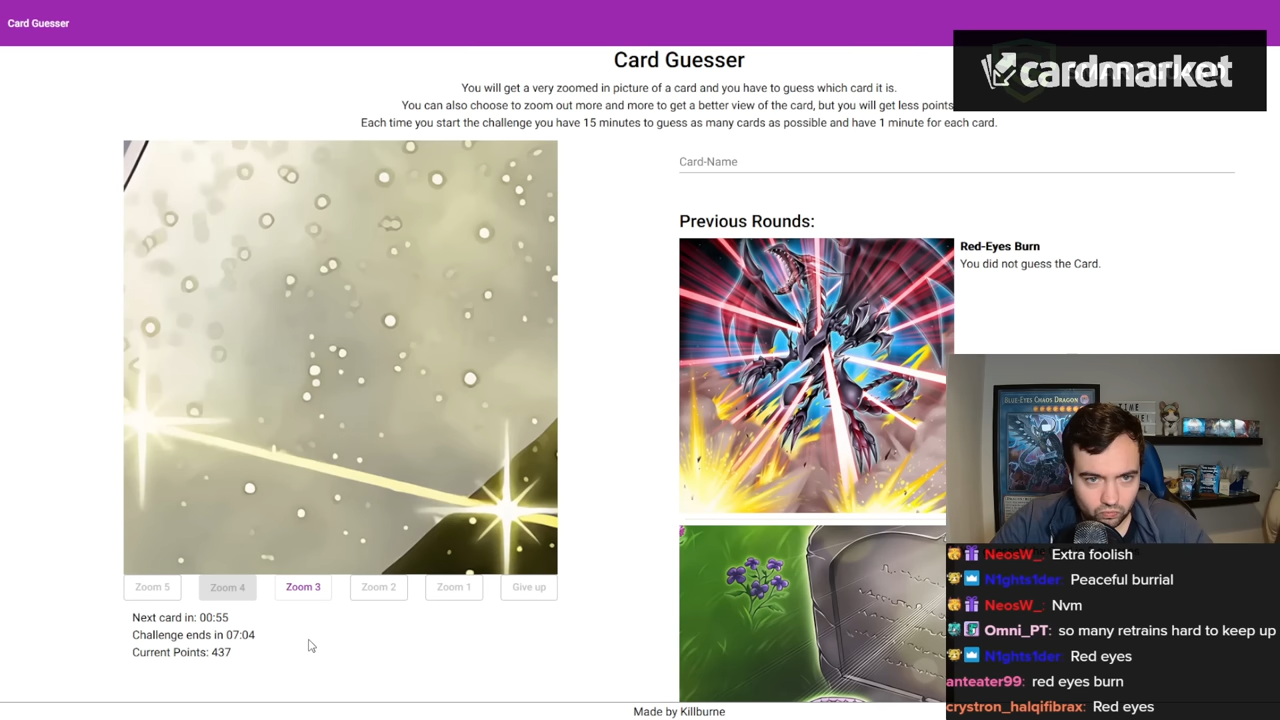 Card Guesser
cardmarket
Card Guesser
You will get a very zoomed in picture of a card and you have to guess which card it is.
You can also choose to zoom out more and more to get a better view of the card, but you will get less points
Each time you start the challenge you have 15 minutes to guess as many cards as possible and have 1 minute for each card.
Card-Name
Previous Rounds:
Red-Eyes Burn
You did not guess the Card.
BLUE-EYES CHAOS DRAGON
TIME
Zoom 5 Zoom 4 Zoom 3 Zoom 2 Zoom 1 Give up
Next card in: 00:55
Challenge ends in 07:04
Current Points: 437
NeosW_: Extra foolish
N1ghts1der: Peaceful burrial
NeosW_: Nvm
Omni_PT: so many retrains hard to keep up
N1ghts1der: Red eyes
anteater99: red eyes burn
crystron_halqifibrax: Red eyes
Made by Killburne